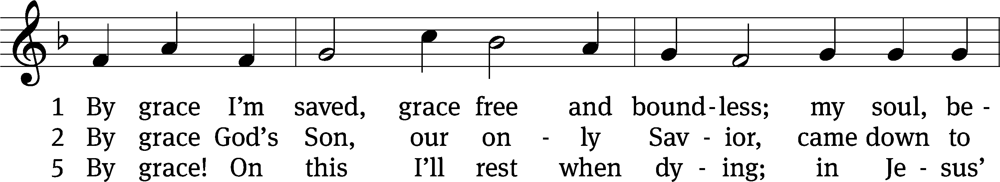 1 By grace I’m saved, grace free and bound-less; my soul, be-
2 By grace God’s Son, our on - ly Sav - ior, came down to
5 By grace! On this I’ll rest when dy - ing; in Je - sus’